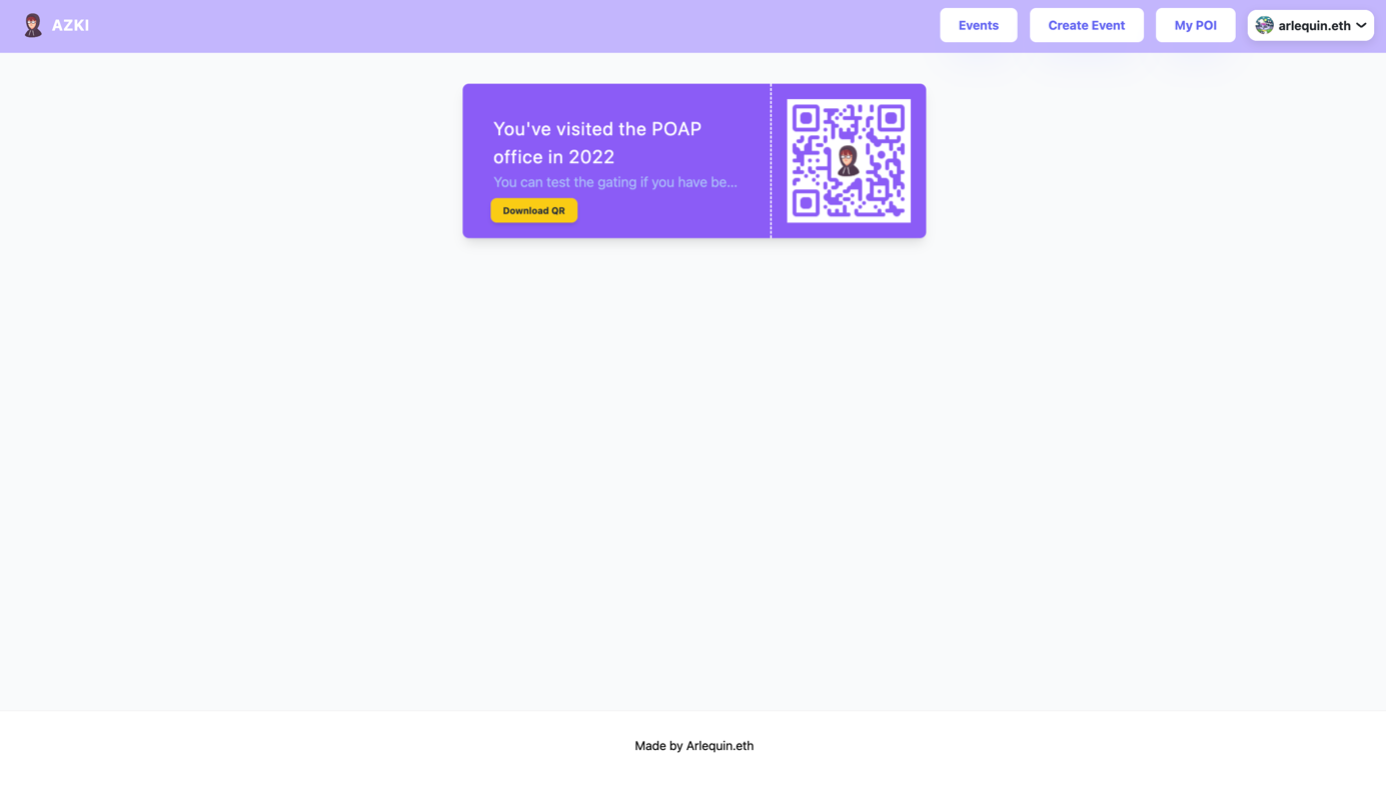 AZKI
Events
Create Event
My POI
arlequin.eth
You've visited the POAP
office in 2022
You can test the gating if you have be...
Download QR
Made by Arlequin.eth